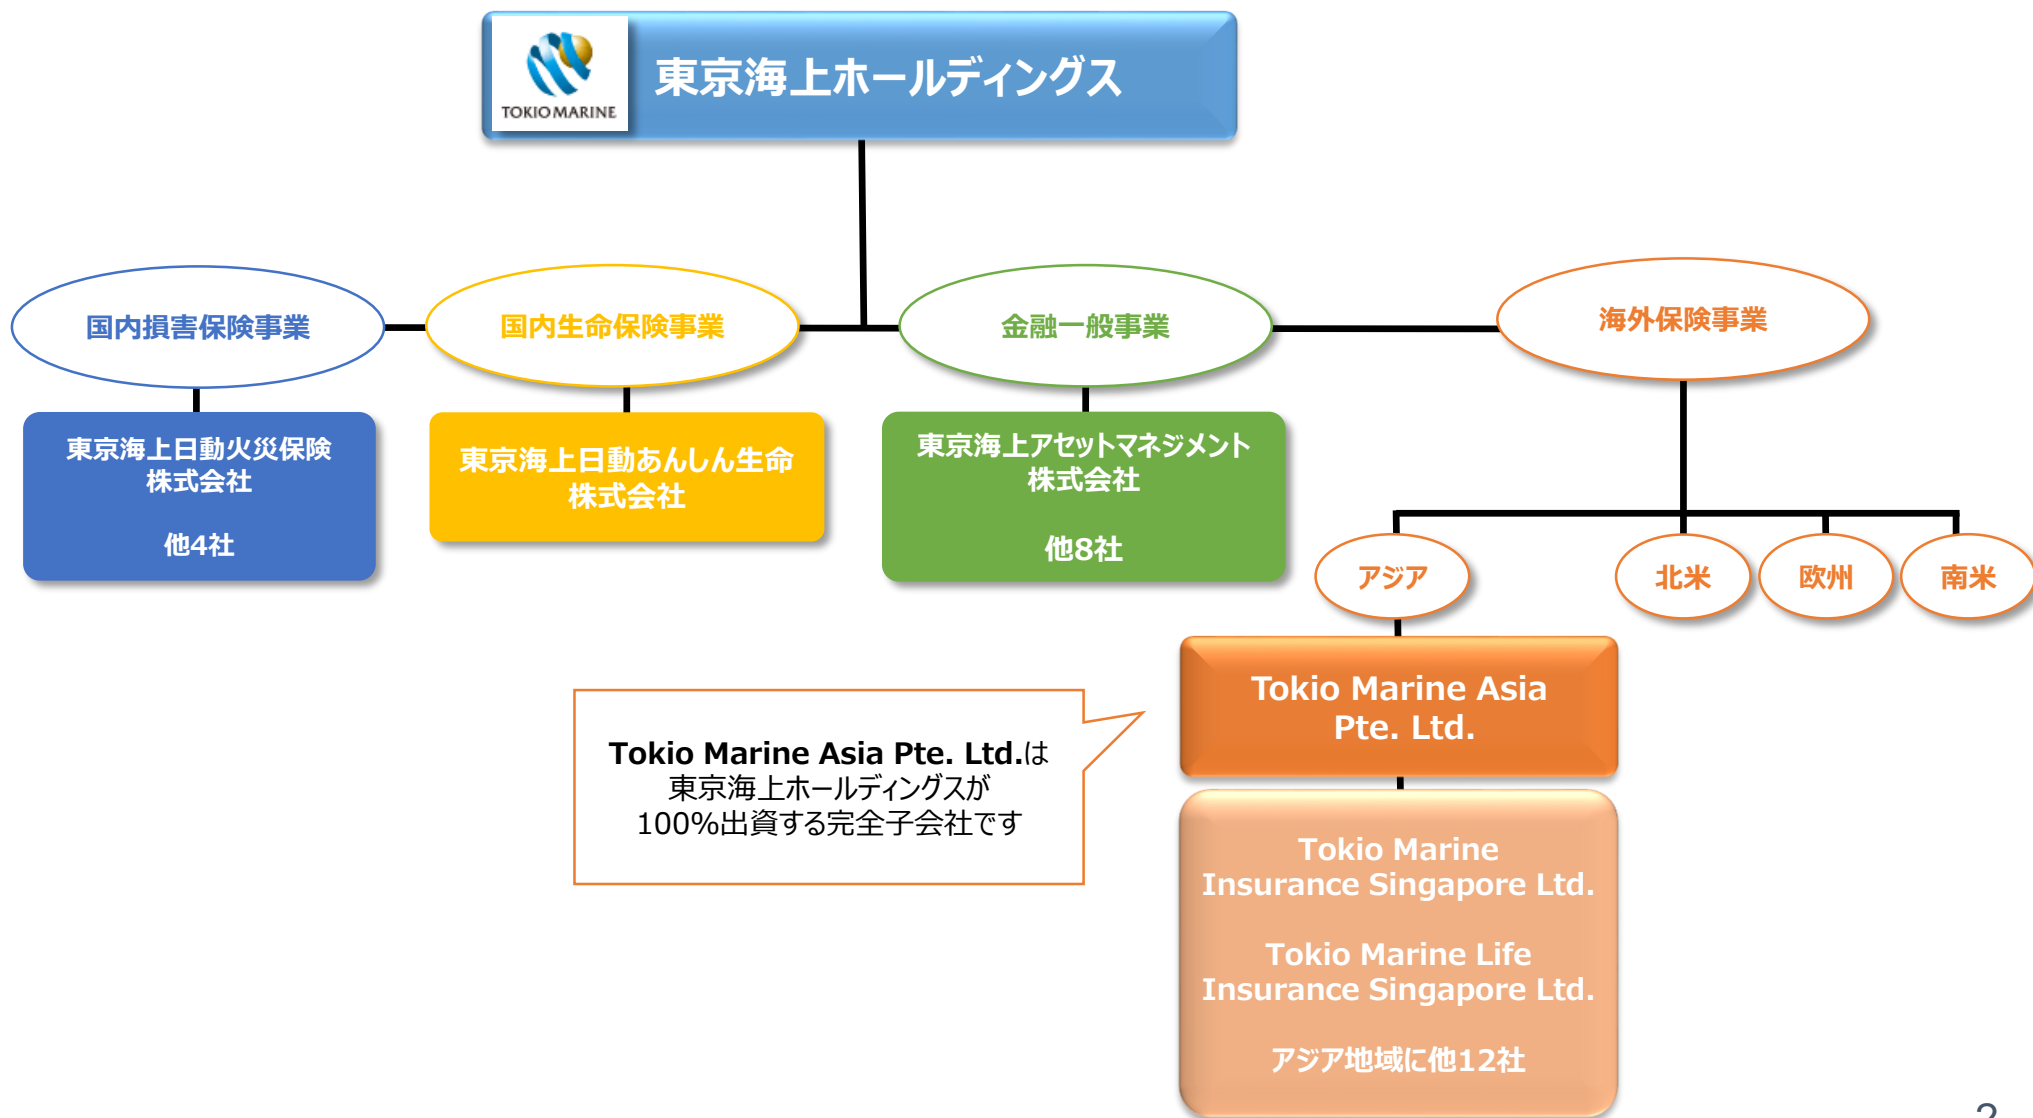 TOKIO MARINE
東京海上ホールディングス
国内損害保険事業
国内生命保険事業
金融一般事業
海外保険事業
東京海上日動火災保険
株式会社
他4社
東京海上日動あんしん生命
株式会社
東京海上アセットマネジメント
株式会社
他8社
アジア
北米
欧州
南米
Tokio Marine Asia
Pte. Ltd.
Tokio Marine Asia Pte. Ltd.は
東京海上ホールディングスが
100%出資する完全子会社です
Tokio Marine
Insurance Singapore Ltd.
Tokio Marine Life
Insurance Singapore Ltd.
アジア地域に他12社
2